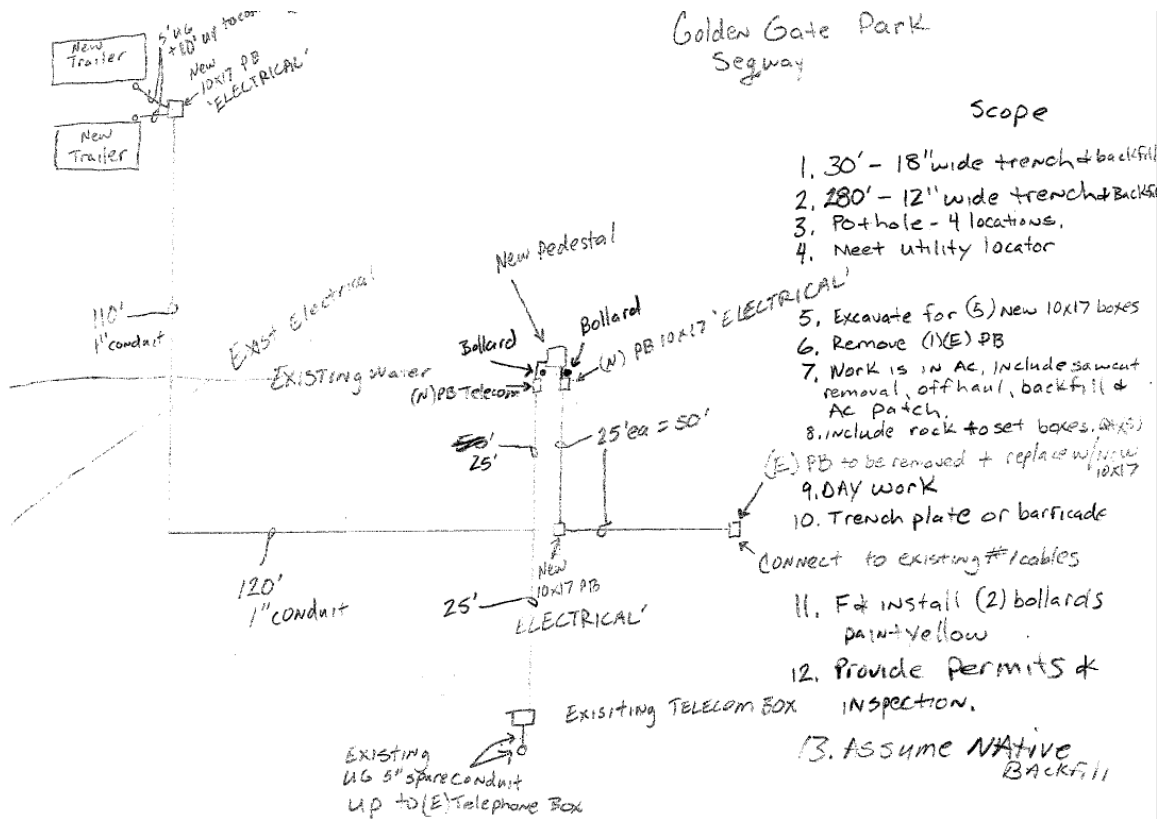 Golden Gate Park
Segway
New
Trailer
5' UG
+20' up to
New
10x17 PB
'ELECTRICAL'
New
Trailer
Scope
1. 30' - 18" wide trench & backfill
2. 280' - 12" wide trench & Backfi
3. Pothole - 4 locations.
4. Meet utility locator
5. Excavate for (5) New 10x17 boxes
6. Remove (1)(E) PB
7. Work is in AC, include sawcut
removal, offhaul, backfill &
AC patch.
8. include rock to set boxes.
(E) PB to be removed + replace w/ NEW
10x17
9. DAY work
10. Trench plate or barricade
CONNECT to existing #1 cables
11. F & install (2) bollards
paint yellow
12. Provide Permits &
inspection.
13. Assume NAtive
BAckfill
New Pedestal
Bollard
Bollard
(N) PB 10x17 'ELECTRICAL'
(N) PB Telecom
Exist Electrical
EXISTING Water
110'
1" conduit
25'
25' ea = 50'
120'
1" conduit
New
10x17 PB
ELECTRICAL'
25'
EXISITING TELECOM BOX
EXISTING
UG 5" spare conduit
up to (E) Telephone Box